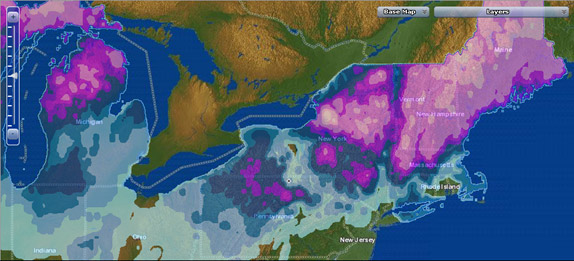 Base Map
Layers
Maine
Michigan
Vermont
New Hampshire
New York
Massachusetts
Rhode Island
Pennsylvania
Ohio
New Jersey
Indiana